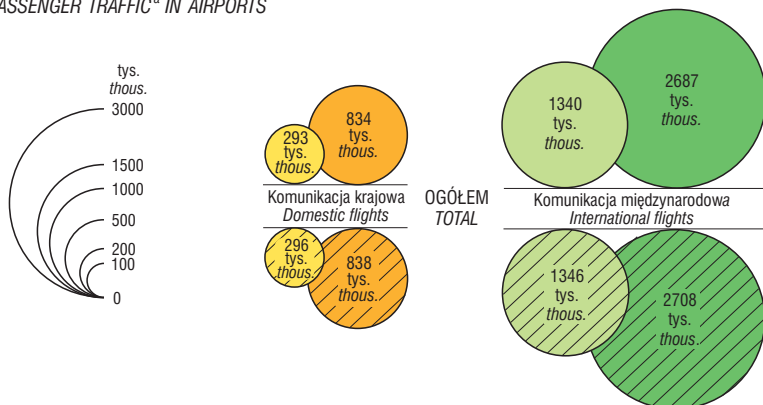 ASSENGER TRAFFICᵃ IN AIRPORTS
tys.
thous.
3000
1500
1000
500
200
100
0
293
tys.
thous.
834
tys.
thous.
1340
tys.
thous.
2687
tys.
thous.
Komunikacja krajowa
Domestic flights
OGÓŁEM
TOTAL
Komunikacja międzynarodowa
International flights
296
tys.
thous.
838
tys.
thous.
1346
tys.
thous.
2708
tys.
thous.